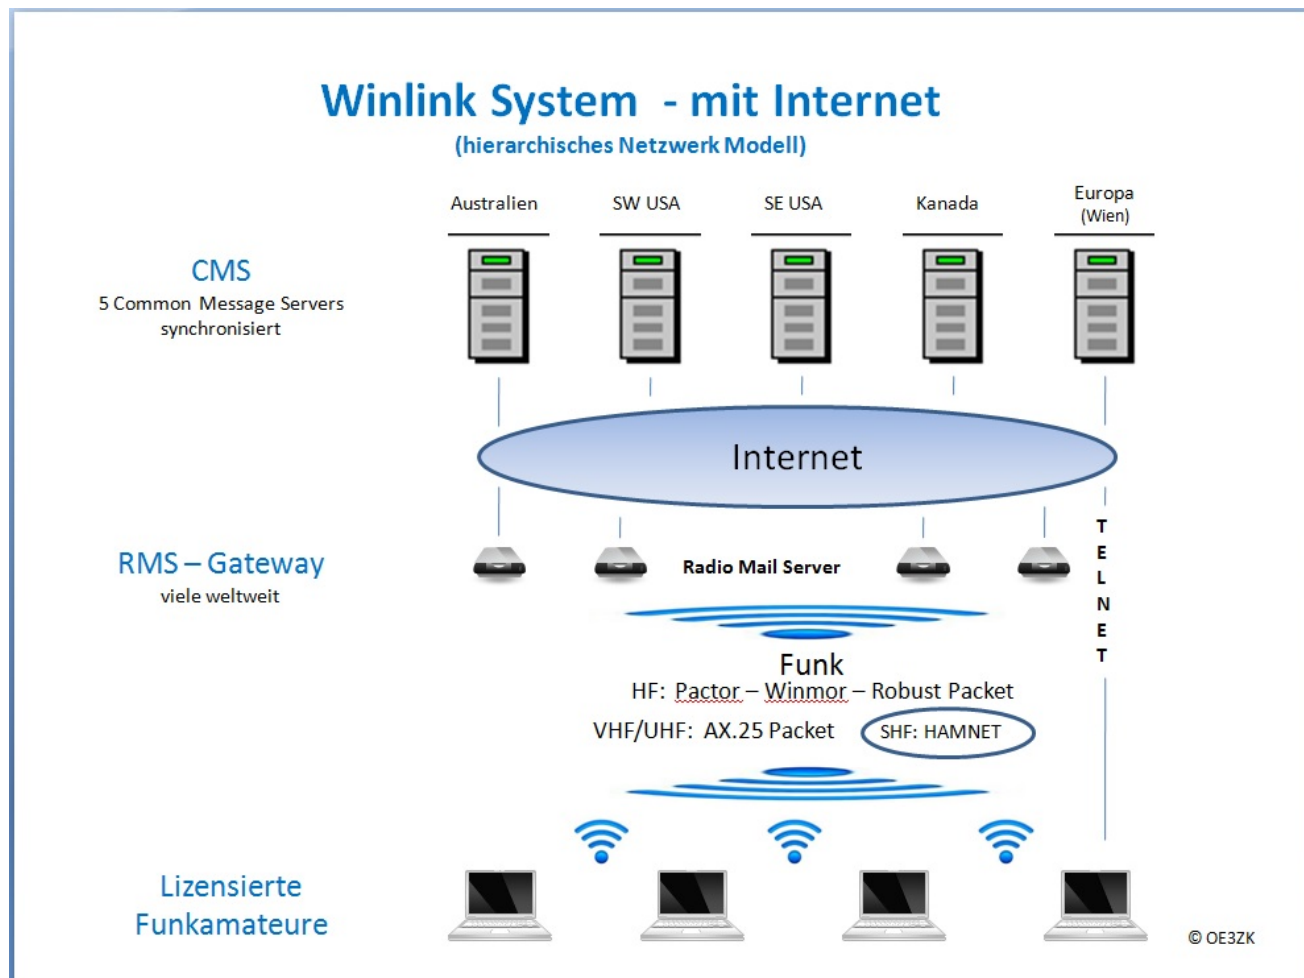 Winlink System - mit Internet
(hierarchisches Netzwerk Modell)
Australien
SW USA
SE USA
Kanada
Europa
(Wien)
CMS
5 Common Message Servers
synchronisiert
Internet
RMS – Gateway
viele weltweit
Radio Mail Server
TELNET
Funk
HF: Pactor – Winmor – Robust Packet
VHF/UHF: AX.25 Packet
SHF: HAMNET
Lizensierte
Funkamateure
© OE3ZK